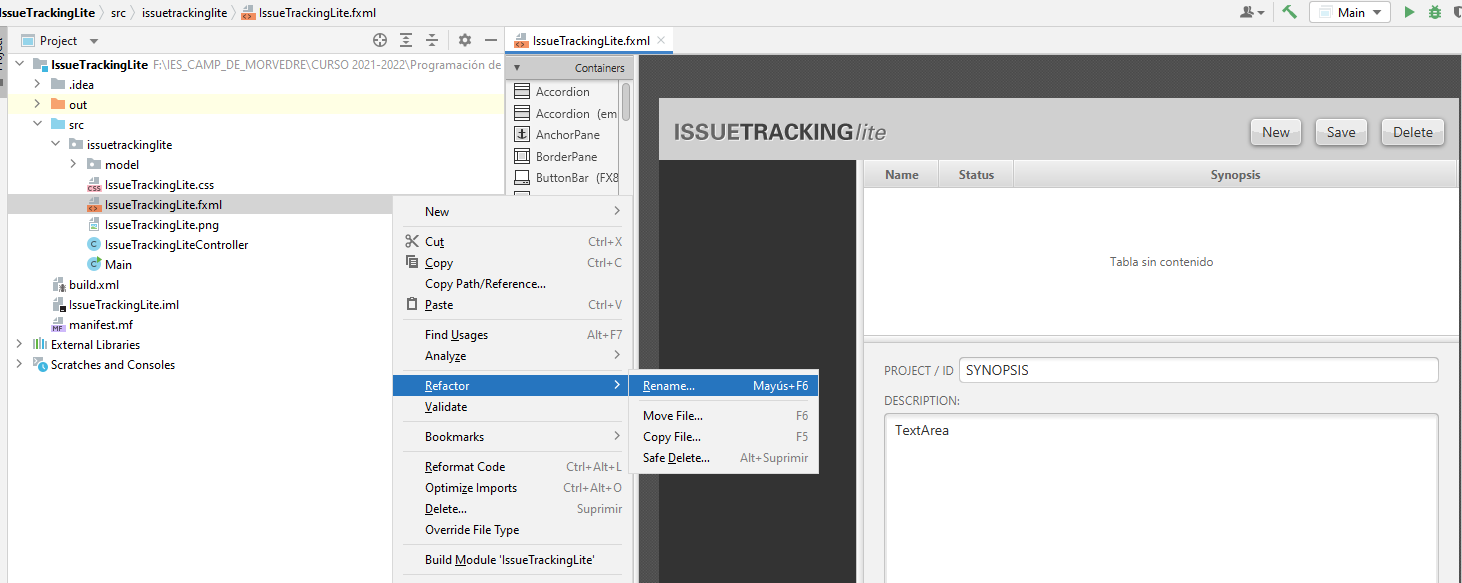 IssueTrackingLite src issuetrackinglite IssueTrackingLite.fxml Main
Project
IssueTrackingLite F:\IES_CAMP_DE_MORVEDRE\CURSO 2021-2022\Programación de
.idea
out
src
issuetrackinglite
model
IssueTrackingLite.css
IssueTrackingLite.fxml
IssueTrackingLite.png
IssueTrackingLiteController
Main
build.xml
IssueTrackingLite.iml
manifest.mf
External Libraries
Scratches and Consoles
IssueTrackingLite.fxml
Containers
Accordion
Accordion (em
AnchorPane
BorderPane
ButtonBar (FX8
New
Cut Ctrl+X
Copy Ctrl+C
Copy Path/Reference...
Paste Ctrl+V
Find Usages Alt+F7
Analyze
Refactor
Validate
Bookmarks
Reformat Code Ctrl+Alt+L
Optimize Imports Ctrl+Alt+O
Delete... Suprimir
Override File Type
Build Module 'IssueTrackingLite'
Rename... Mayús+F6
Move File... F6
Copy File... F5
Safe Delete... Alt+Suprimir
ISSUETRACKINGlite
New Save Delete
Name Status Synopsis
Tabla sin contenido
PROJECT / ID SYNOPSIS
DESCRIPTION:
TextArea